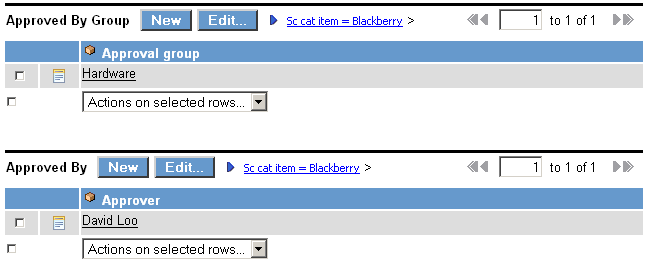 Approved By Group New Edit... Sc cat item = Blackberry > 1 to 1 of 1
Approval group
Hardware
Actions on selected rows...
Approved By New Edit... Sc cat item = Blackberry > 1 to 1 of 1
Approver
David Loo
Actions on selected rows...